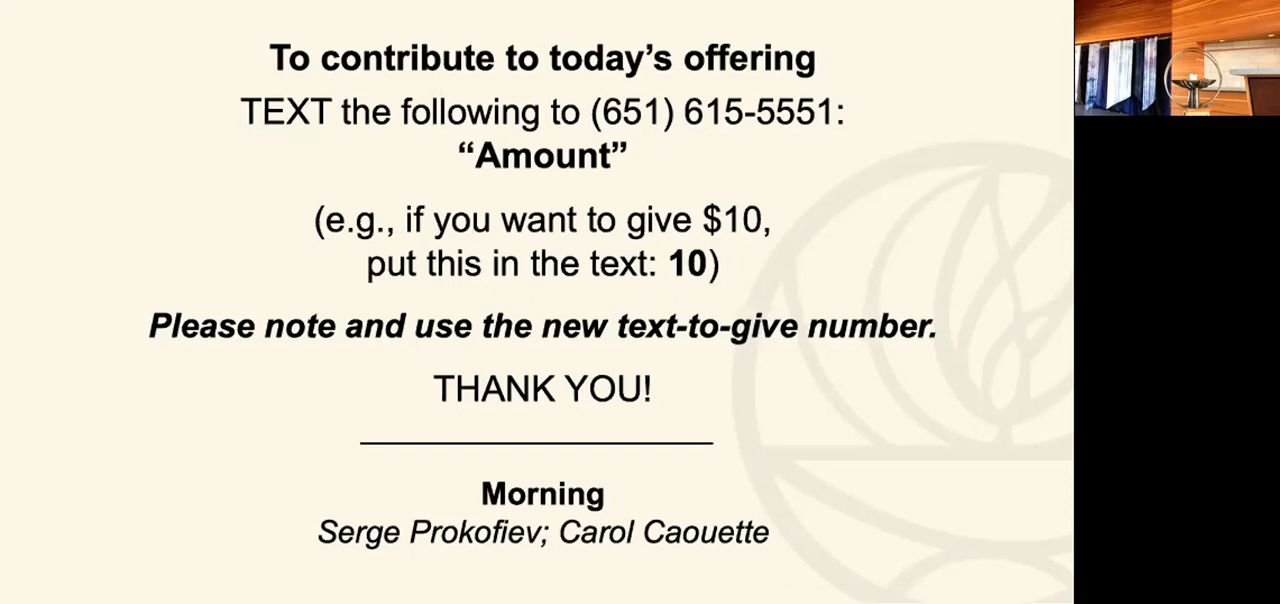 To contribute to today’s offering
TEXT the following to (651) 615-5551:
“Amount”
(e.g., if you want to give $10,
put this in the text: 10)
Please note and use the new text-to-give number.
THANK YOU!
Morning
Serge Prokofiev; Carol Caouette